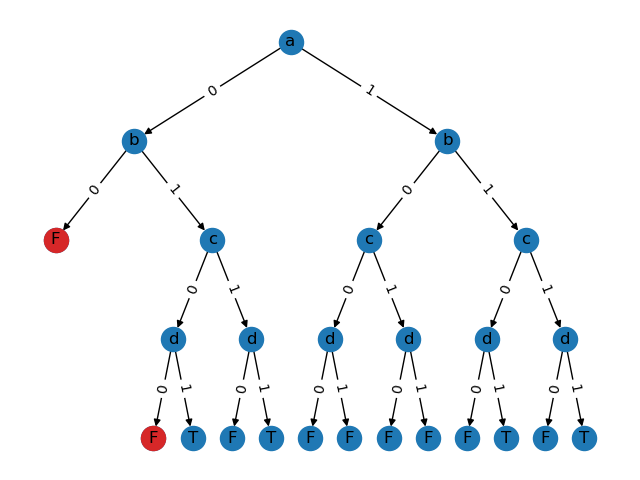 a
0 1
b b
0 1 0 1
F c c c
0 1 0 1 0 1
d d d d d d
0 1 0 1 0 1 0 1 0 1 0 1
F T F T F F F F F T F T